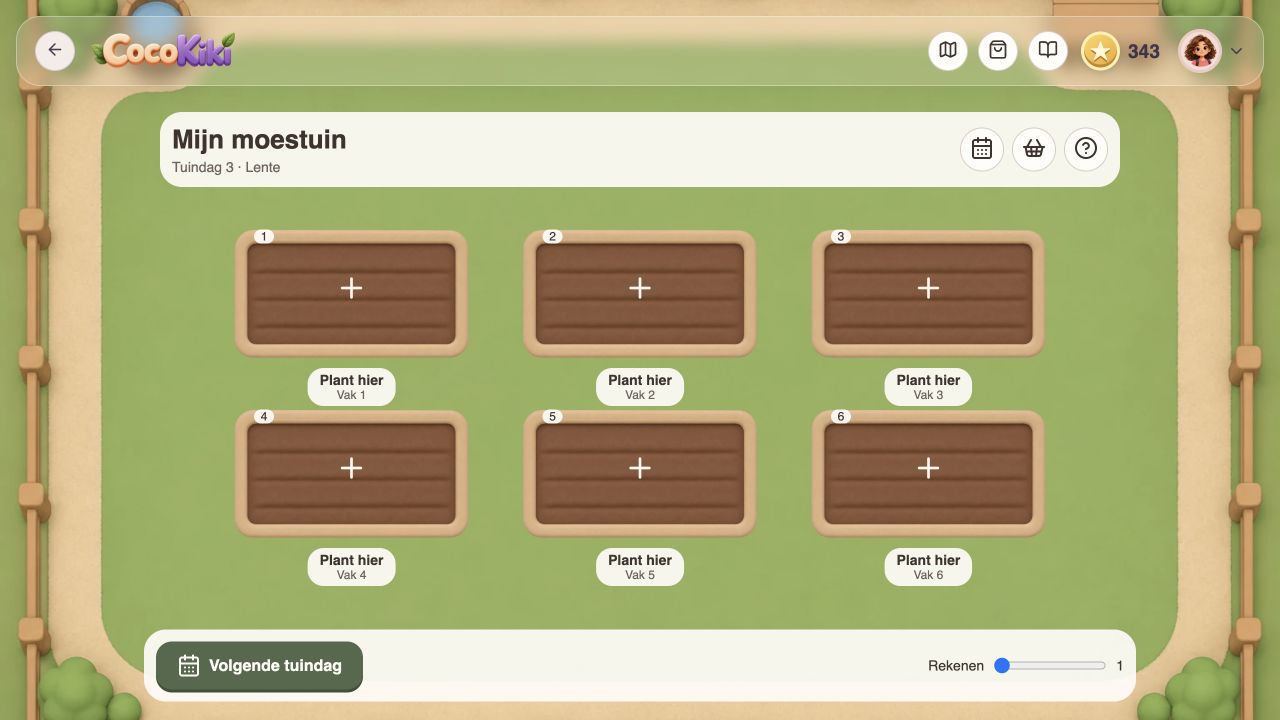 CocoKiki
343
Mijn moestuin
Tuindag 3 · Lente
1
2
3
Plant hier
Vak 1
Plant hier
Vak 2
Plant hier
Vak 3
4
5
6
Plant hier
Vak 4
Plant hier
Vak 5
Plant hier
Vak 6
Volgende tuindag
Rekenen
1